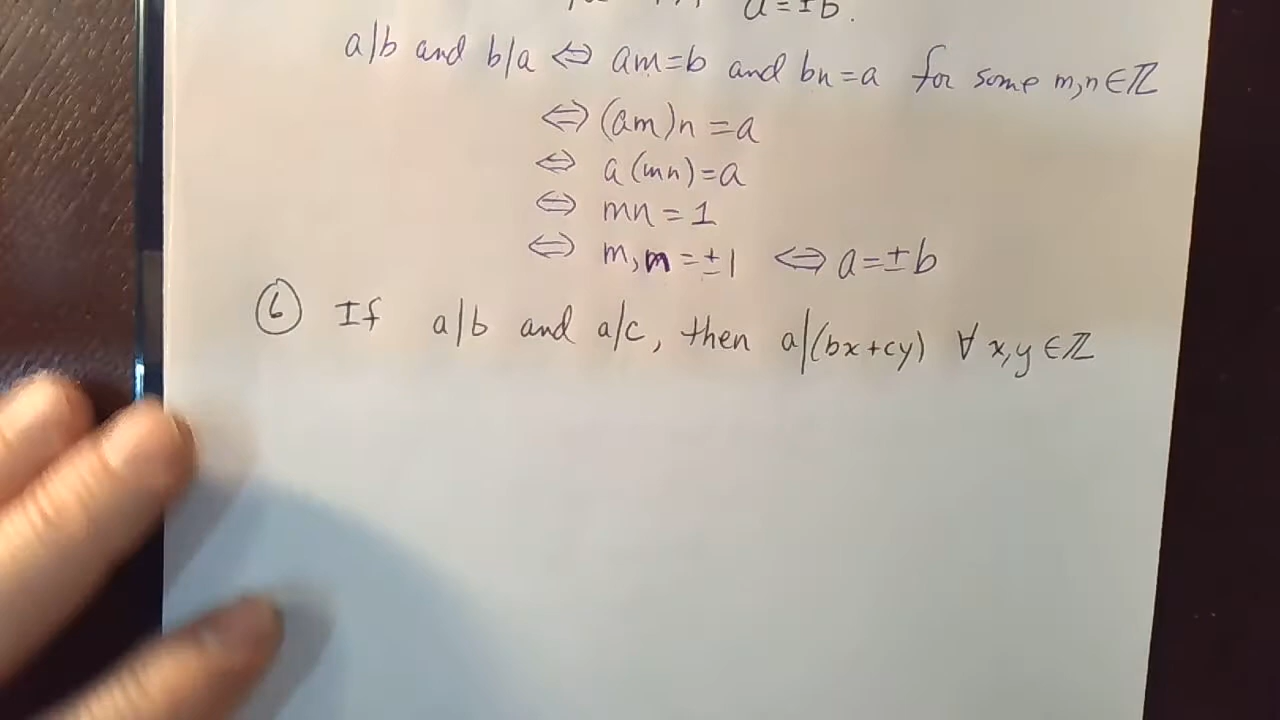 a=±b.
a|b and b|a ⇔ am=b and bn=a for some m,n∈ℤ
⇔ (am)n=a
⇔ a(mn)=a
⇔ mn=1
⇔ m,m=±1 ⇔ a=±b
⑥ If a|b and a|c, then a|(bx+cy) ∀ x,y∈ℤ